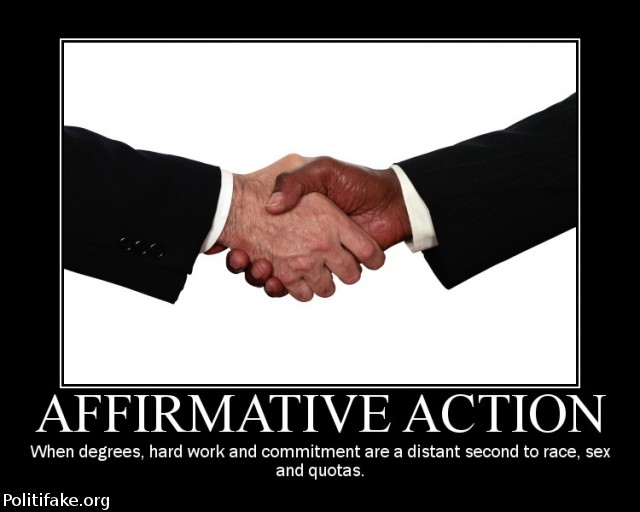 AFFIRMATIVE ACTION
When degrees, hard work and commitment are a distant second to race, sex
and quotas.
Politifake.org